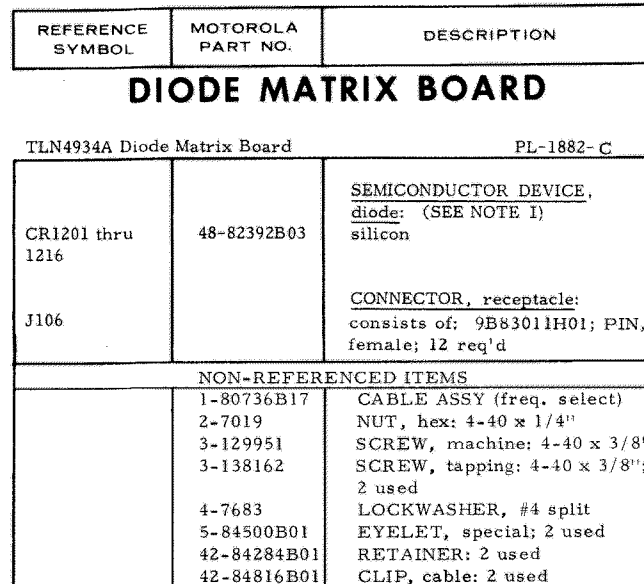 REFERENCE SYMBOL MOTOROLA PART NO. DESCRIPTION
DIODE MATRIX BOARD
TLN4934A Diode Matrix Board PL-1882-C
SEMICONDUCTOR DEVICE,
diode: (SEE NOTE I)
CR1201 thru 48-82392B03 silicon
1216
CONNECTOR, receptacle:
J106 consists of: 9B83011H01; PIN,
female; 12 req'd
NON-REFERENCED ITEMS
1-80736B17 CABLE ASSY (freq. select)
2-7019 NUT, hex: 4-40 x 1/4"
3-129951 SCREW, machine: 4-40 x 3/8"
3-138162 SCREW, tapping: 4-40 x 3/8";
2 used
4-7683 LOCKWASHER, #4 split
5-84500B01 EYELET, special; 2 used
42-84284B01 RETAINER: 2 used
42-84816B01 CLIP, cable: 2 used